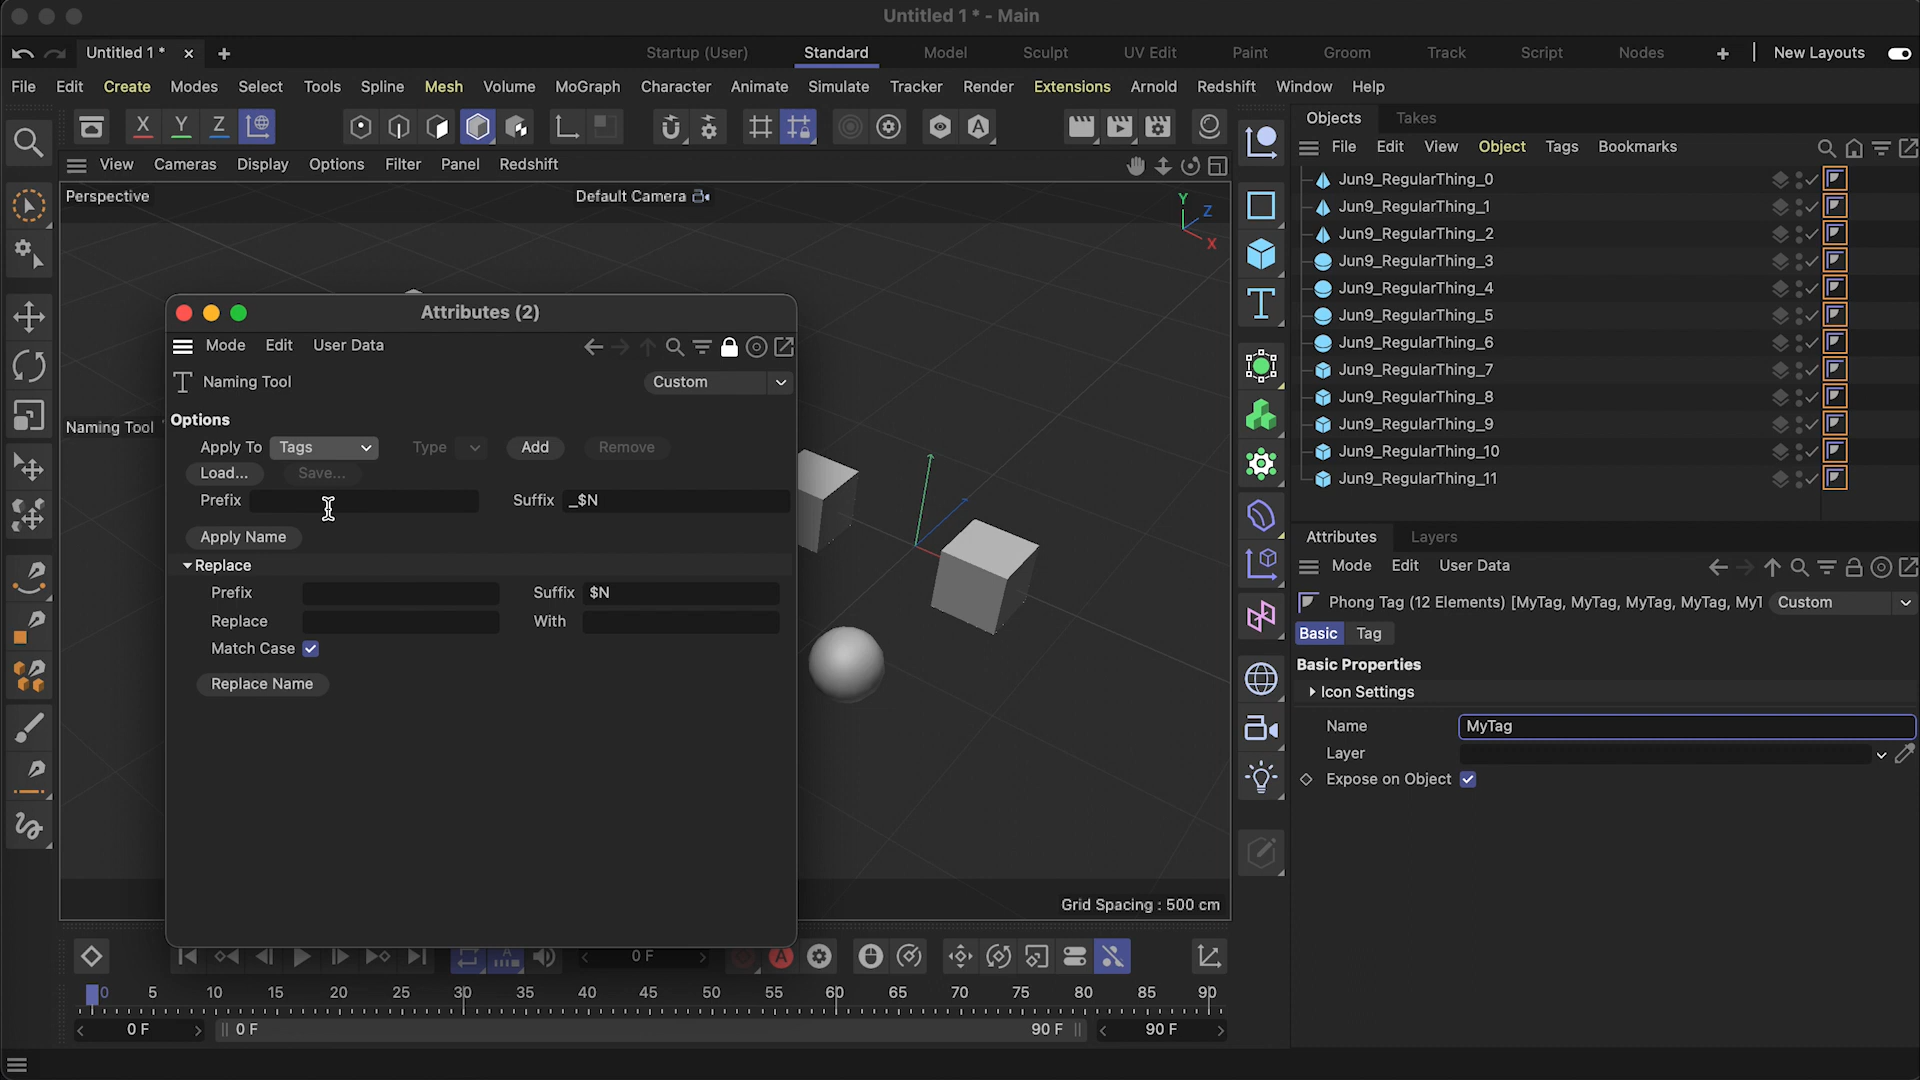 Untitled 1 * - Main
Untitled 1 *
Startup (User)
Standard
Model
Sculpt
UV Edit
Paint
Groom
Track
Script
Nodes
New Layouts
File Edit Create Modes Select Tools Spline Mesh Volume MoGraph Character Animate Simulate Tracker Render Extensions Arnold Redshift Window Help
X Y Z
Objects Takes
File Edit View Object Tags Bookmarks
View Cameras Display Options Filter Panel Redshift
Perspective
Default Camera
Y
Z
X
Jun9_RegularThing_0
Jun9_RegularThing_1
Jun9_RegularThing_2
Jun9_RegularThing_3
Jun9_RegularThing_4
Jun9_RegularThing_5
Jun9_RegularThing_6
Jun9_RegularThing_7
Jun9_RegularThing_8
Jun9_RegularThing_9
Jun9_RegularThing_10
Jun9_RegularThing_11
Naming Tool
Attributes (2)
Mode Edit User Data
Naming Tool
Custom
Options
Apply To Tags Type Add Remove
Load... Save...
Prefix Suffix _$N
Apply Name
Replace
Prefix Suffix $N
Replace With
Match Case
Replace Name
Grid Spacing : 500 cm
Attributes Layers
Mode Edit User Data
Phong Tag (12 Elements) [MyTag, MyTag, MyTag, MyTag, My1
Custom
Basic Tag
Basic Properties
Icon Settings
Name MyTag
Layer
Expose on Object
0 F
A
0 5 10 15 20 25 30 35 40 45 50 55 60 65 70 75 80 85 90
0 F
0 F
90 F
90 F